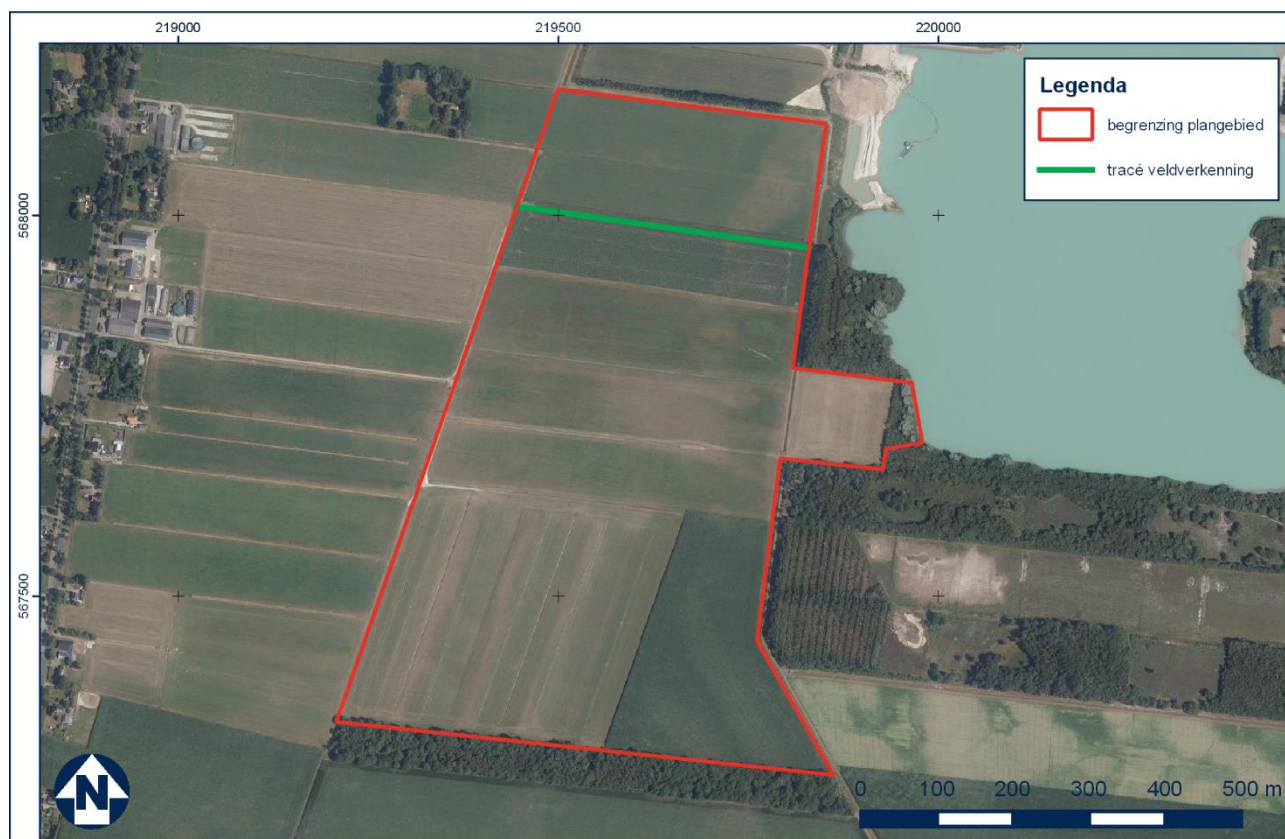 219000
219500
220000
568000
567500
Legenda
begrenzing plangebied
tracé veldverkenning
N
0 100 200 300 400 500 m